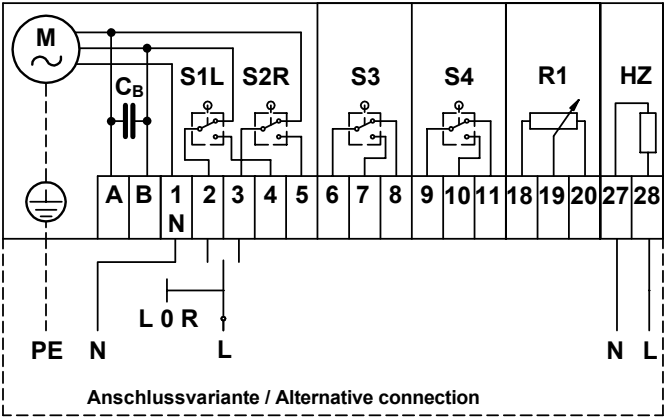 M
~
C_B
S1L S2R S3 S4 R1 HZ
A B 1 2 3 4 5 6 7 8 9 10 11 18 19 20 27 28
N
L 0 R
PE N L N L
Anschlussvariante / Alternative connection